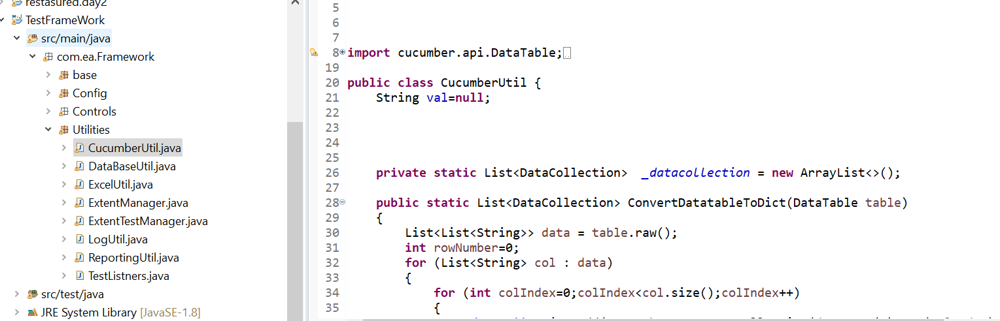 restasured.day2
TestFrameWork
src/main/java
com.ea.Framework
base
Config
Controls
Utilities
CucumberUtil.java
DataBaseUtil.java
ExcelUtil.java
ExtentManager.java
ExtentTestManager.java
LogUtil.java
ReportingUtil.java
TestListners.java
src/test/java
JRE System Library [JavaSE-1.8]
5
6
7
8 import cucumber.api.DataTable;
19
20 public class CucumberUtil {
21 String val=null;
22
23
24
25
26 private static List<DataCollection> _datacollection = new ArrayList<>();
27
28 public static List<DataCollection> ConvertDatatableToDict(DataTable table)
29 {
30 List<List<String>> data = table.raw();
31 int rowNumber=0;
32 for (List<String> col : data)
33 {
34 for (int colIndex=0;colIndex<col.size();colIndex++)
35 {